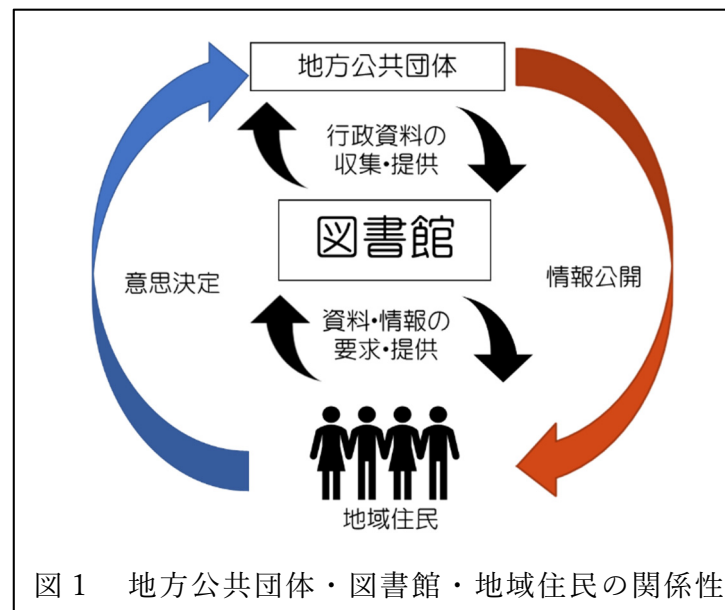 地方公共団体
行政資料の
収集・提供
図書館
意思決定
情報公開
資料・情報の
要求・提供
地域住民
図1　地方公共団体・図書館・地域住民の関係性